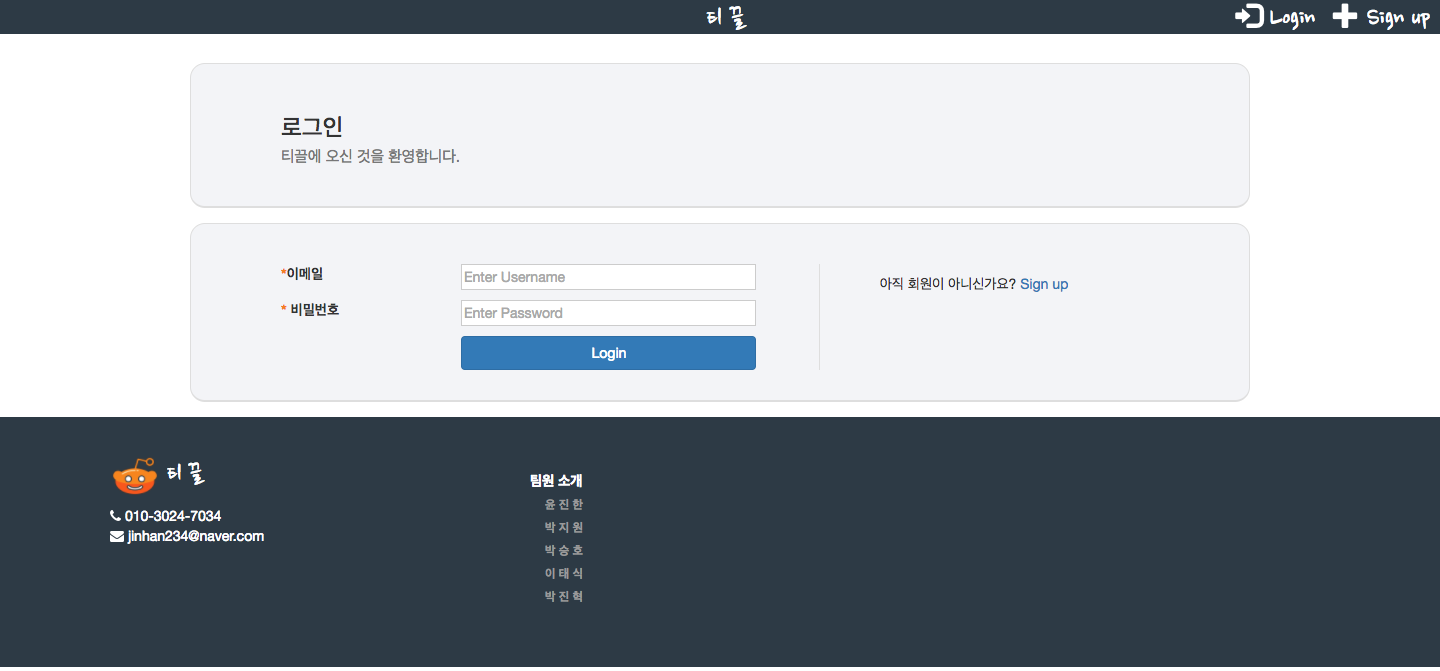 티 끌
Login
Sign up
로그인
티끌에 오신 것을 환영합니다.
*이메일
Enter Username
* 비밀번호
Enter Password
Login
아직 회원이 아니신가요? Sign up
티 끌
010-3024-7034
jinhan234@naver.com
팀원 소개
윤 진 한
박 지 원
박 승 호
이 태 식
박 진 혁